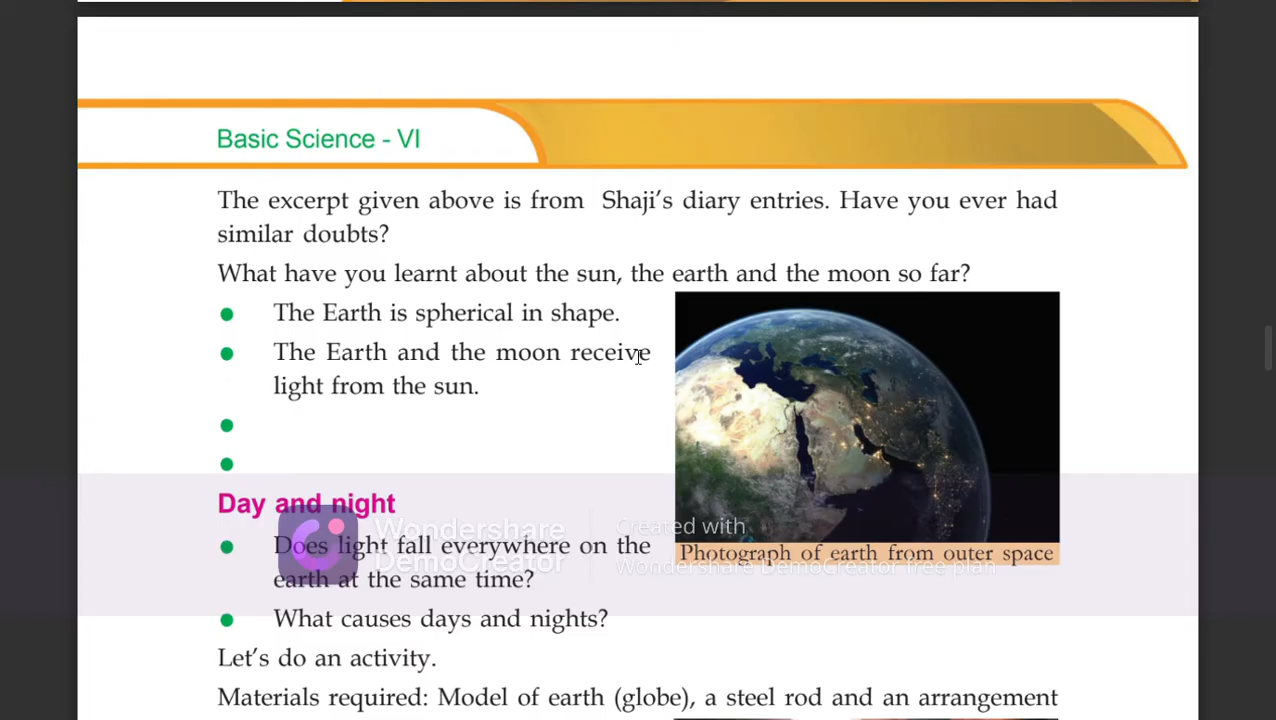 Basic Science - VI
The excerpt given above is from Shaji's diary entries. Have you ever had
similar doubts?
What have you learnt about the sun, the earth and the moon so far?
The Earth is spherical in shape.
The Earth and the moon receive
light from the sun.
Day and night
Does light fall everywhere on the
earth at the same time?
What causes days and nights?
Photograph of earth from outer space
Wondershare
DemoCreator
Created with
Wondershare DemoCreator free plan
Let's do an activity.
Materials required: Model of earth (globe), a steel rod and an arrangement